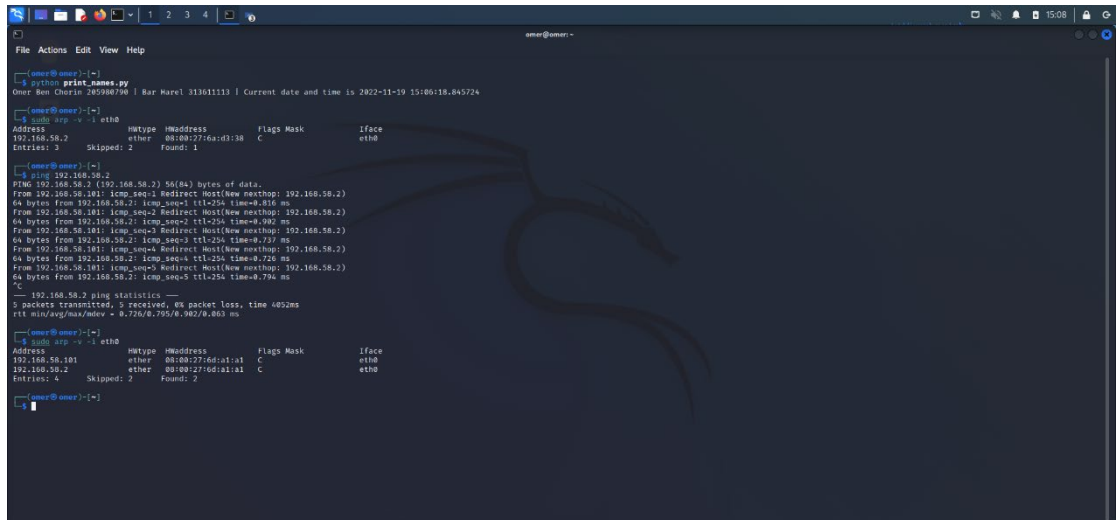 1 2 3 4
15:08
omer@omer: ~
File Actions Edit View Help
┌──(omer㉿omer)-[~]
└─$ python print_names.py
Omer Ben Chorin 205980790 | Bar Harel 313611113 | Current date and time is 2022-11-19 15:06:18.845724
┌──(omer㉿omer)-[~]
└─$ sudo arp -v -i eth0
Address HWtype HWaddress Flags Mask Iface
192.168.58.2 ether 08:00:27:6a:d3:38 C eth0
Entries: 3 Skipped: 2 Found: 1
┌──(omer㉿omer)-[~]
└─$ ping 192.168.58.2
PING 192.168.58.2 (192.168.58.2) 56(84) bytes of data.
From 192.168.58.101: icmp_seq=1 Redirect Host(New nexthop: 192.168.58.2)
64 bytes from 192.168.58.2: icmp_seq=1 ttl=254 time=0.816 ms
From 192.168.58.101: icmp_seq=2 Redirect Host(New nexthop: 192.168.58.2)
64 bytes from 192.168.58.2: icmp_seq=2 ttl=254 time=0.902 ms
From 192.168.58.101: icmp_seq=3 Redirect Host(New nexthop: 192.168.58.2)
64 bytes from 192.168.58.2: icmp_seq=3 ttl=254 time=0.737 ms
From 192.168.58.101: icmp_seq=4 Redirect Host(New nexthop: 192.168.58.2)
64 bytes from 192.168.58.2: icmp_seq=4 ttl=254 time=0.726 ms
From 192.168.58.101: icmp_seq=5 Redirect Host(New nexthop: 192.168.58.2)
64 bytes from 192.168.58.2: icmp_seq=5 ttl=254 time=0.794 ms
^C
— 192.168.58.2 ping statistics —
5 packets transmitted, 5 received, 0% packet loss, time 4052ms
rtt min/avg/max/mdev = 0.726/0.795/0.902/0.063 ms
┌──(omer㉿omer)-[~]
└─$ sudo arp -v -i eth0
Address HWtype HWaddress Flags Mask Iface
192.168.58.101 ether 08:00:27:6d:a1:a1 C eth0
192.168.58.2 ether 08:00:27:6d:a1:a1 C eth0
Entries: 4 Skipped: 2 Found: 2
┌──(omer㉿omer)-[~]
└─$